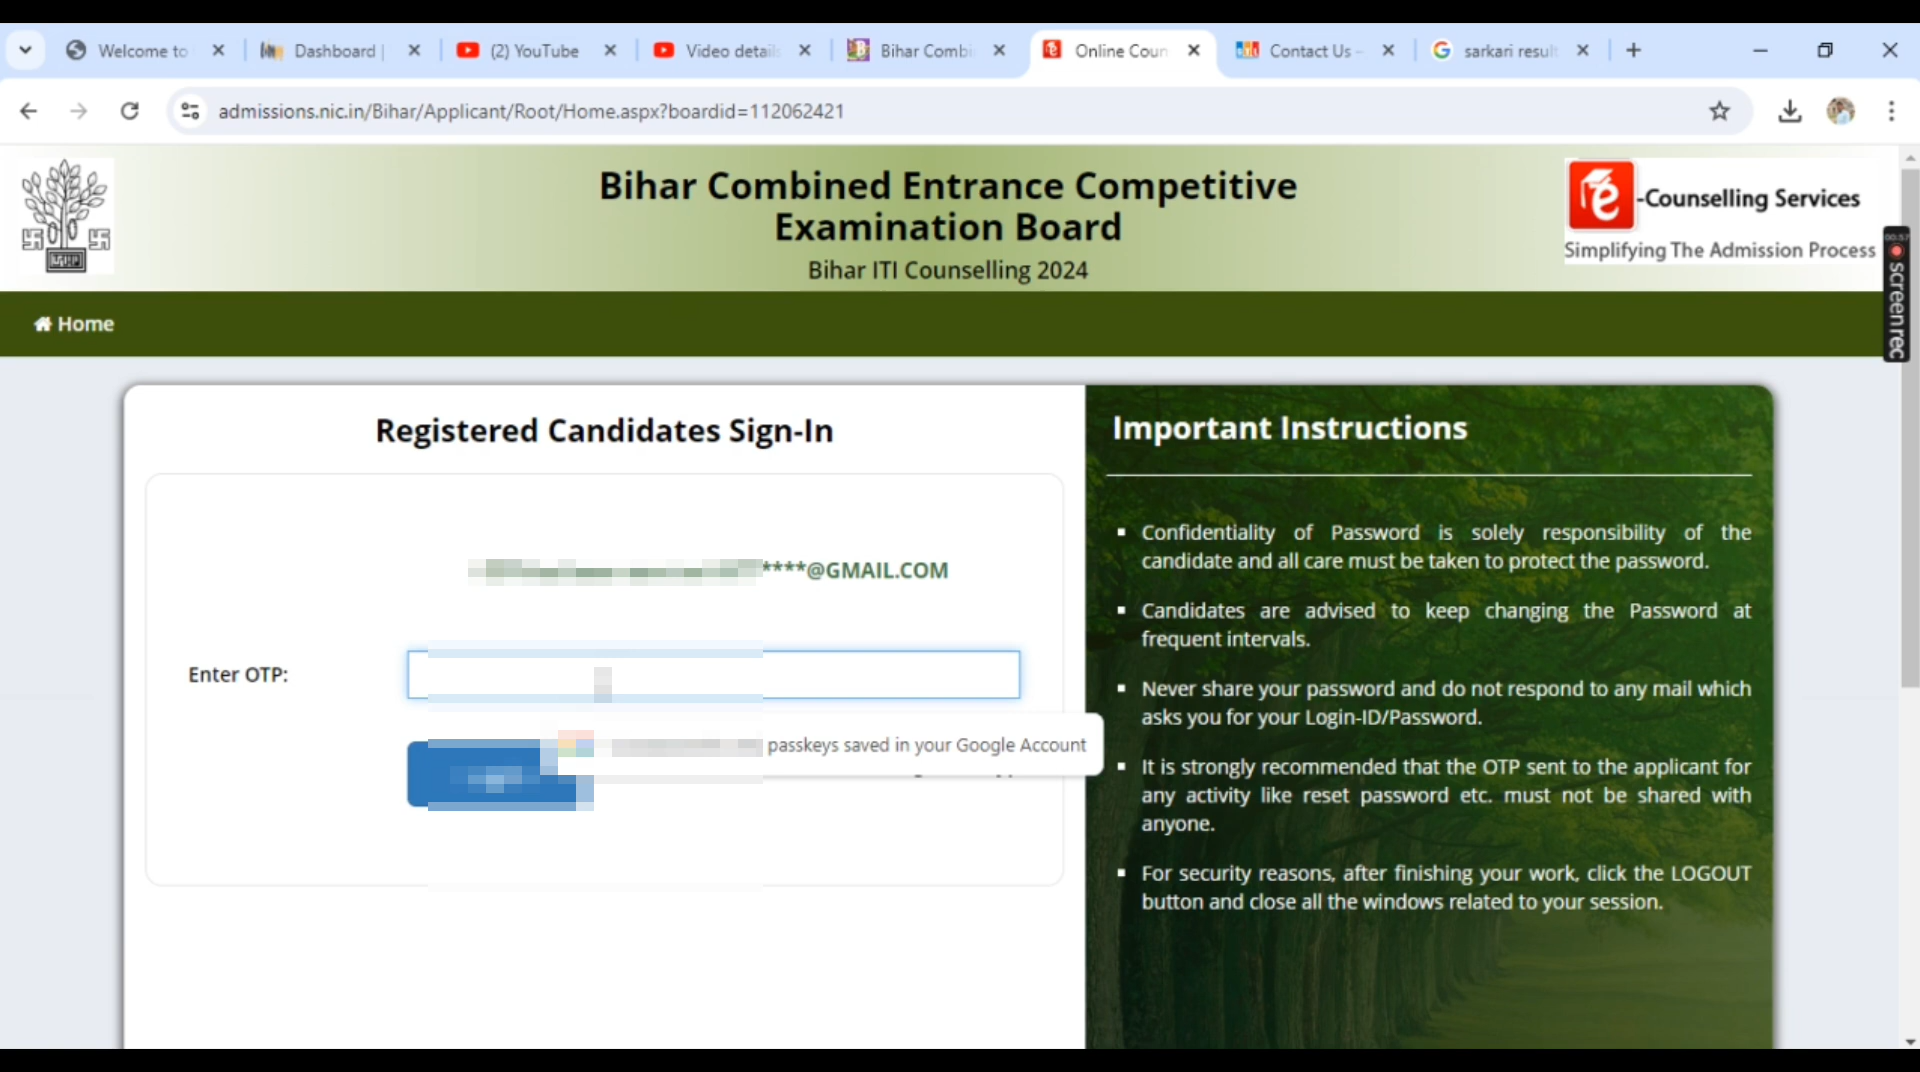 Welcome to
Dashboard |
(2) YouTube
Video details
Bihar Combi
Online Coun
Contact Us -
sarkari result
admissions.nic.in/Bihar/Applicant/Root/Home.aspx?boardid=112062421
Bihar Combined Entrance Competitive
Examination Board
Bihar ITI Counselling 2024
e-Counselling Services
Simplifying The Admission Process
00:57
screenrec
Home
Registered Candidates Sign-In
****@GMAIL.COM
Enter OTP:
passkeys saved in your Google Account
Important Instructions
Confidentiality of Password is solely responsibility of the
candidate and all care must be taken to protect the password.
Candidates are advised to keep changing the Password at
frequent intervals.
Never share your password and do not respond to any mail which
asks you for your Login-ID/Password.
It is strongly recommended that the OTP sent to the applicant for
any activity like reset password etc. must not be shared with
anyone.
For security reasons, after finishing your work, click the LOGOUT
button and close all the windows related to your session.